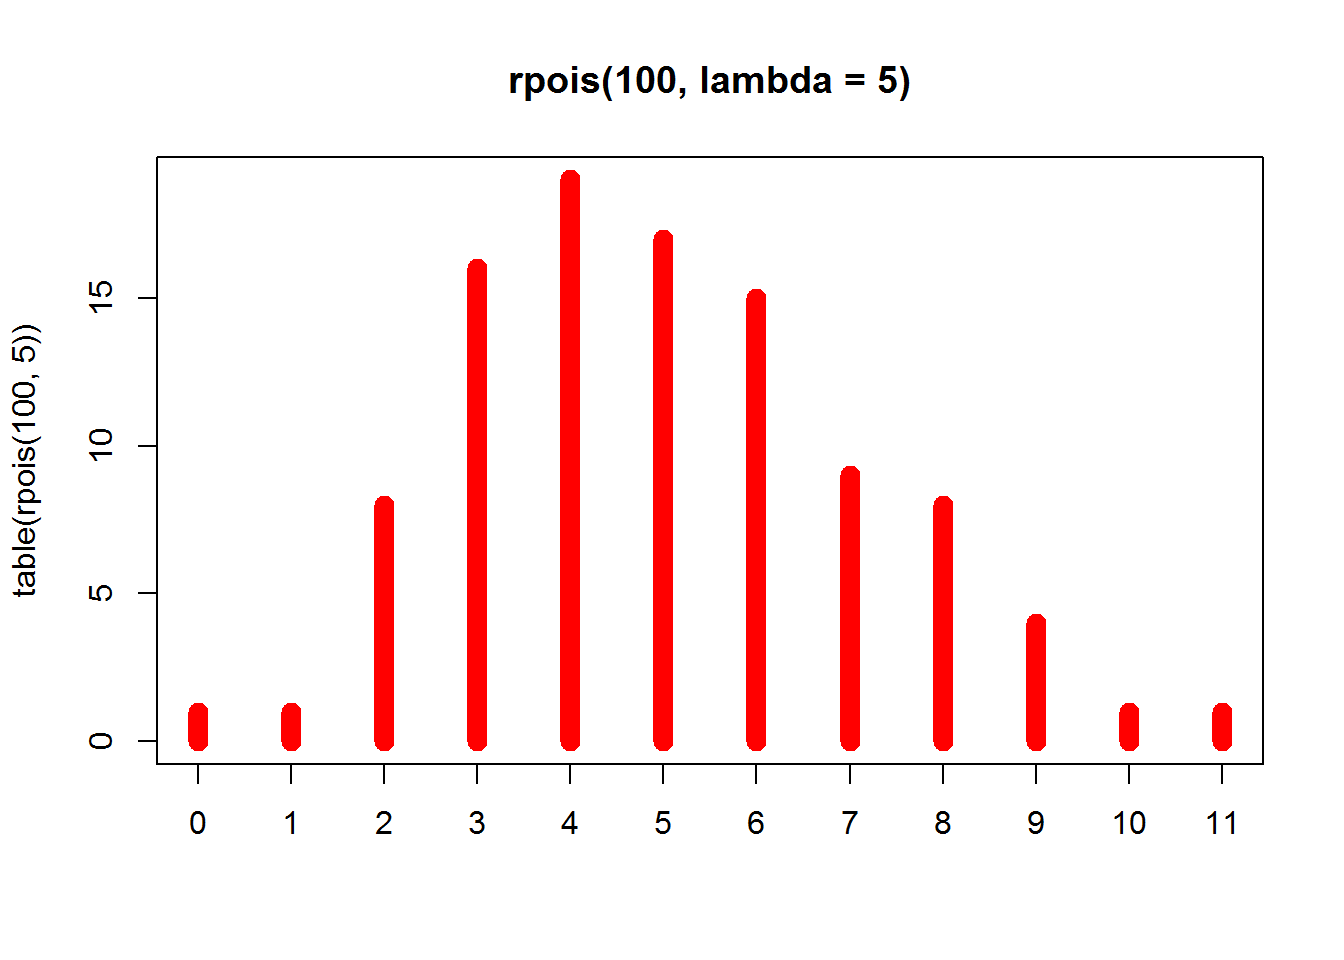 rpois(100, lambda = 5)
table(rpois(100, 5))
15
10
5
0
0 1 2 3 4 5 6 7 8 9 10 11